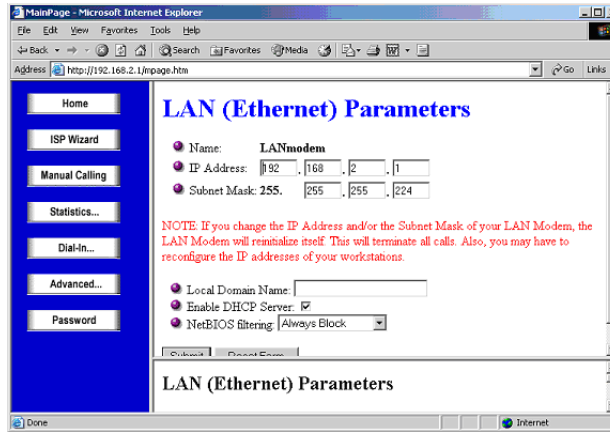 MainPage - Microsoft Internet Explorer
File Edit View Favorites Tools Help
Back Search Favorites Media
Address http://192.168.2.1/mpage.htm Go Links
Home
ISP Wizard
Manual Calling
Statistics...
Dial-In...
Advanced...
Password
LAN (Ethernet) Parameters
Name: LANmodem
IP Address: 192 . 168 . 2 . 1
Subnet Mask: 255. 255 . 255 . 224
NOTE: If you change the IP Address and/or the Subnet Mask of your LAN Modem, the
LAN Modem will reinitialize itself. This will terminate all calls. Also, you may have to
reconfigure the IP addresses of your workstations.
Local Domain Name:
Enable DHCP Server:
NetBIOS filtering: Always Block
Submit Reset Form
LAN (Ethernet) Parameters
Done Internet